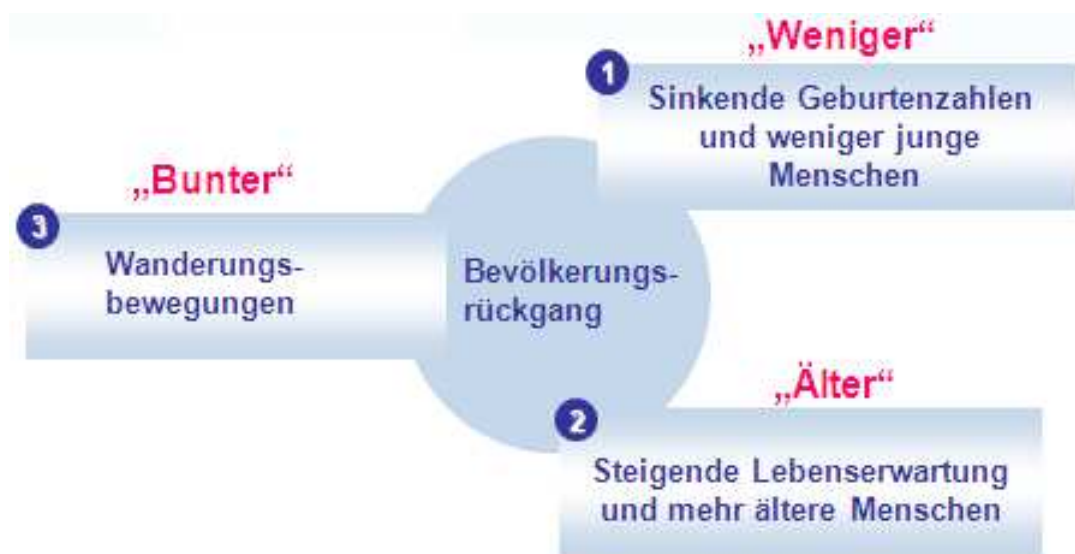 „Weniger“
1
Sinkende Geburtenzahlen
und weniger junge
Menschen
„Bunter“
3
Wanderungs-
bewegungen
Bevölkerungs-
rückgang
„Älter“
2
Steigende Lebenserwartung
und mehr ältere Menschen